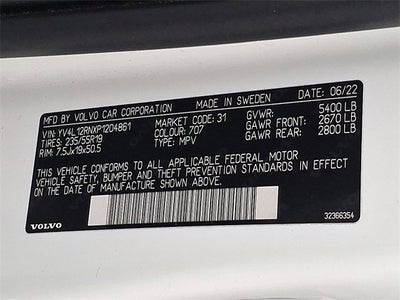 MFD BY VOLVO CAR CORPORATION MADE IN SWEDEN DATE: 06/22
VIN: YV4L12RNXP1204861 MARKET CODE: 31 GVWR: 5400 LB
TIRES: 235/55R19 COLOUR: 707 GAWR FRONT: 2670 LB
RIM: 7.5Jx19x50.5 TYPE: MPV GAWR REAR: 2800 LB
THIS VEHICLE CONFORMS TO ALL APPLICABLE FEDERAL MOTOR
VEHICLE SAFETY, BUMPER AND THEFT PREVENTION STANDARDS IN EFFECT
ON THE DATE OF MANUFACTURE SHOWN ABOVE.
VOLVO 32366354